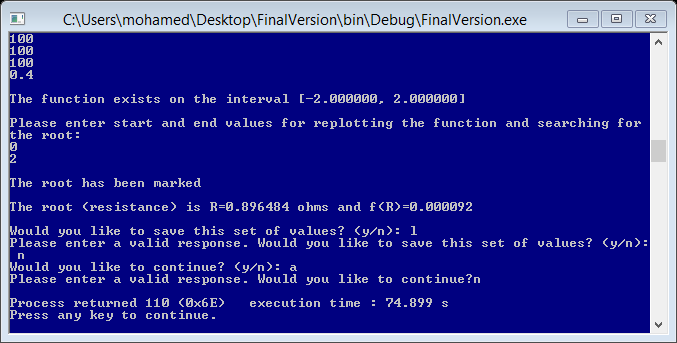 C:\Users\mohamed\Desktop\FinalVersion\bin\Debug\FinalVersion.exe
100
100
100
0.4
The function exists on the interval [-2.000000, 2.000000]
Please enter start and end values for replotting the function and searching for
the root:
0
2
The root has been marked
The root (resistance) is R=0.896484 ohms and f(R)=0.000092
Would you like to save this set of values? (y/n): l
Please enter a valid response. Would you like to save this set of values? (y/n):
n
Would you like to continue? (y/n): a
Please enter a valid response. Would you like to continue?n
Process returned 110 (0x6E)   execution time : 74.899 s
Press any key to continue.